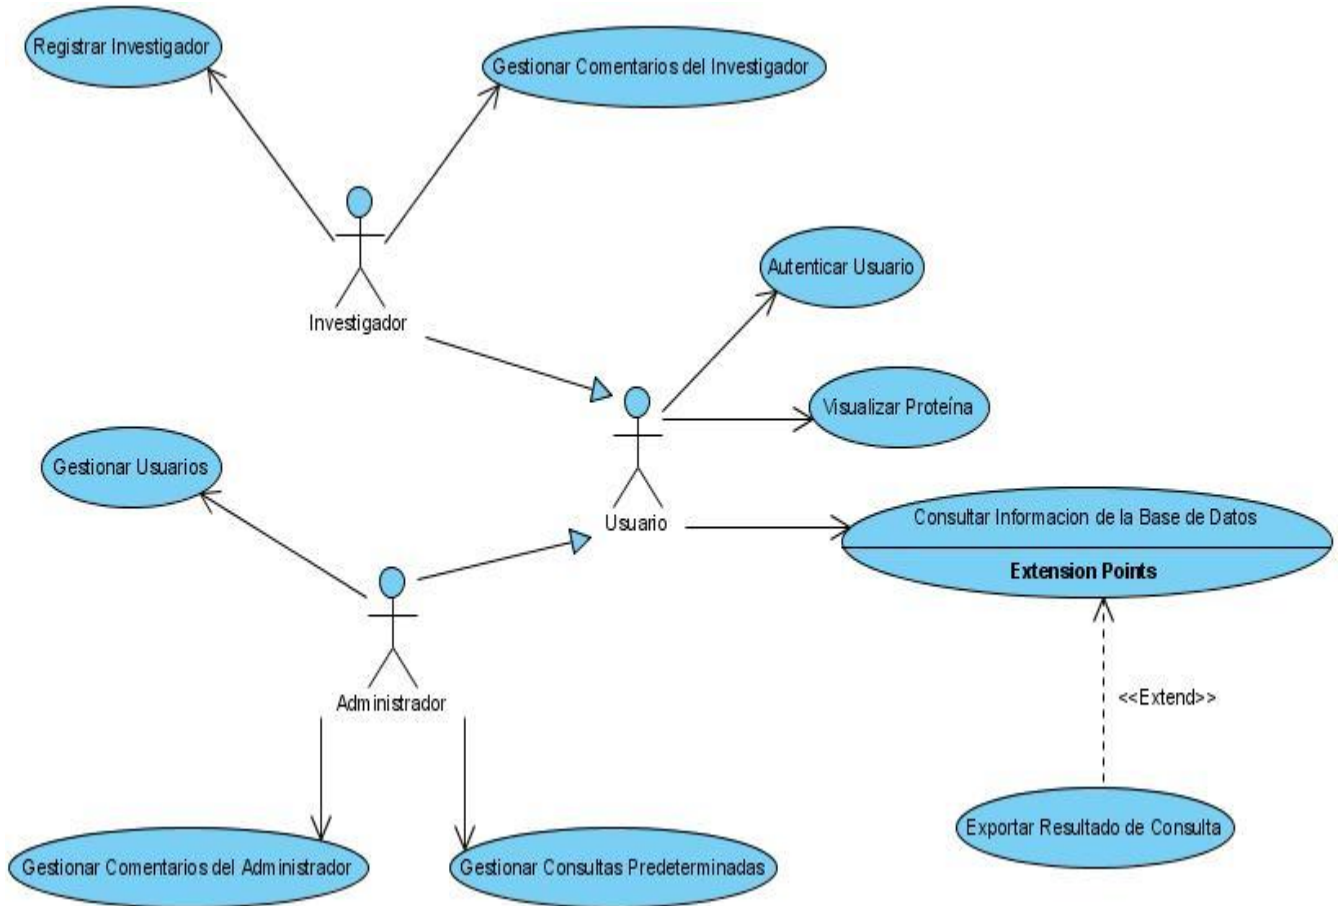 Registrar Investigador
Gestionar Comentarios del Investigador
Investigador
Autenticar Usuario
Visualizar Proteína
Gestionar Usuarios
Usuario
Consultar Informacion de la Base de Datos
Extension Points
Administrador
<<Extend>>
Exportar Resultado de Consulta
Gestionar Comentarios del Administrador
Gestionar Consultas Predeterminadas